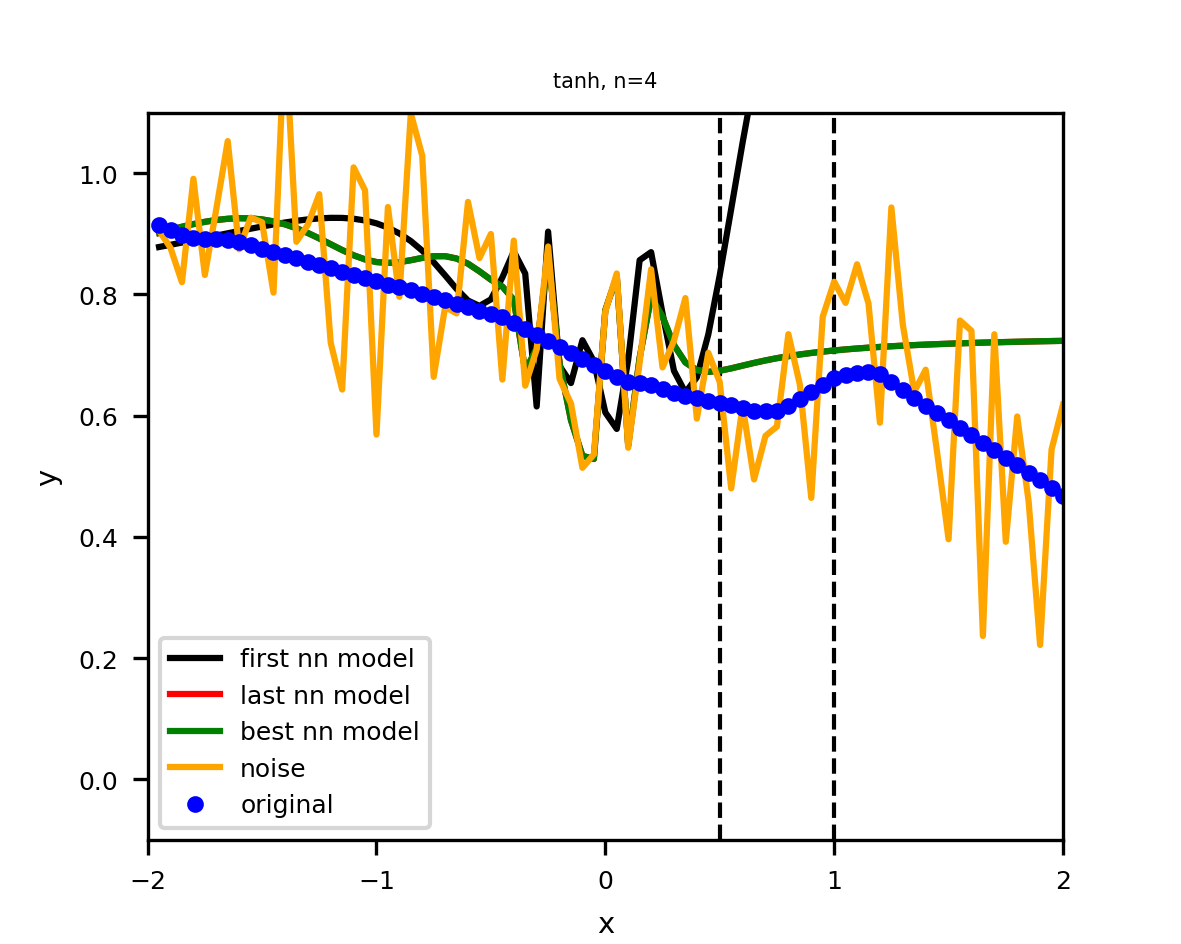 tanh, n=4
y
1.0
0.8
0.6
0.4
0.2
0.0
first nn model
last nn model
best nn model
noise
original
−2
−1
0
1
2
x